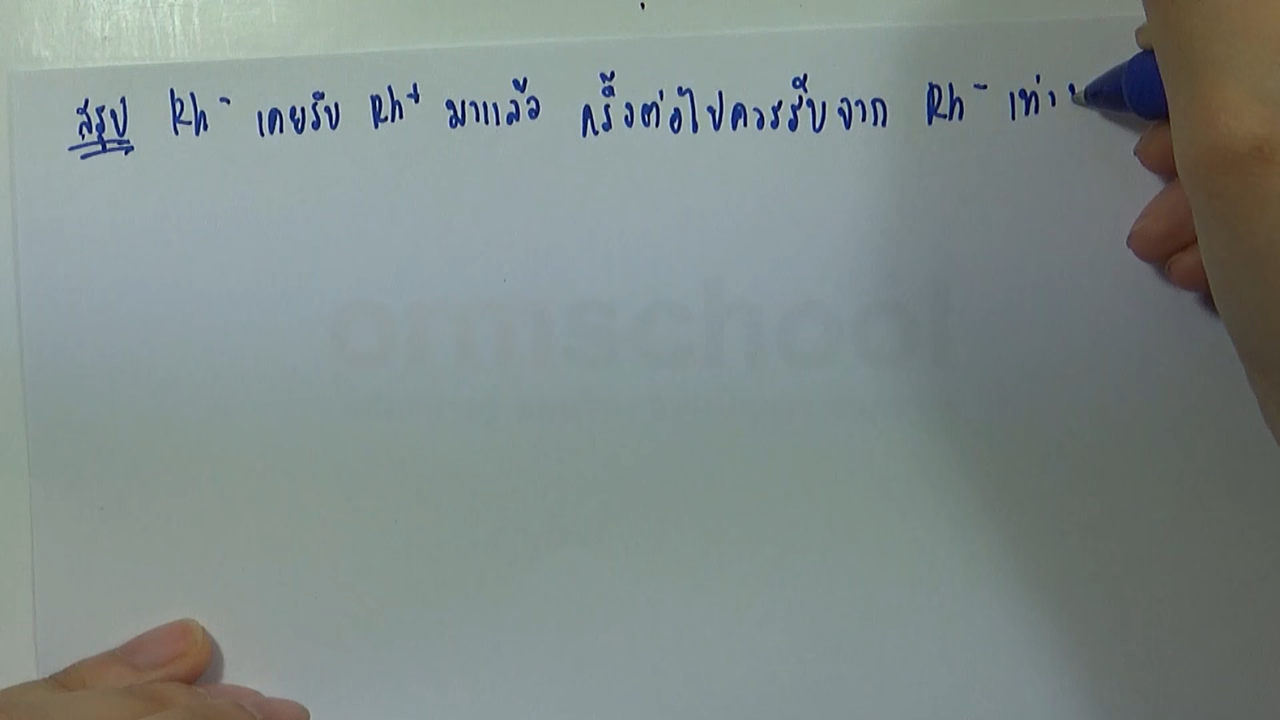 สรุป Rh⁻ เคยรับ Rh⁺ มาแล้ว ครั้งต่อไปควรรับจาก Rh⁻ เท่า
onnschool